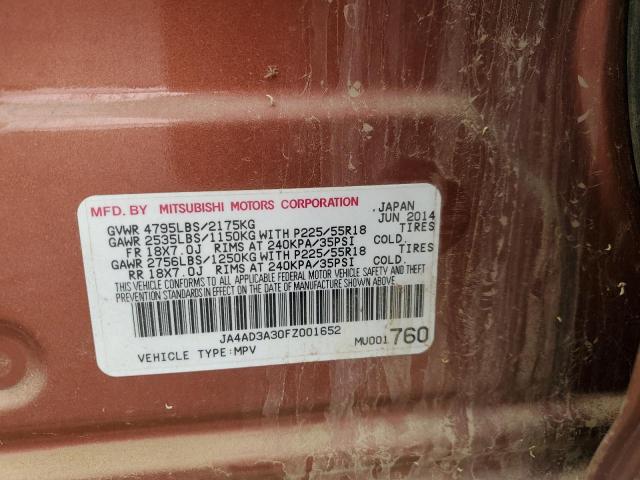 MFD. BY MITSUBISHI MOTORS CORPORATION , JAPAN
GVWR 4795LBS/2175KG JUN 2014
GAWR 2535LBS/1150KG WITH P225/55R18 TIRES
FR 18X7.0J RIMS AT 240KPA/35PSI COLD.
GAWR 2756LBS/1250KG WITH P225/55R18 TIRES
RR 18X7.0J RIMS AT 240KPA/35PSI COLD.
THIS VEHICLE CONFORMS TO ALL APPLICABLE FEDERAL MOTOR VEHICLE SAFETY AND THEFT
PREVENTION STANDARDS IN EFFECT ON THE DATE OF MANUFACTURE SHOWN ABOVE
JA4AD3A30FZ001652
VEHICLE TYPE:MPV MU001760